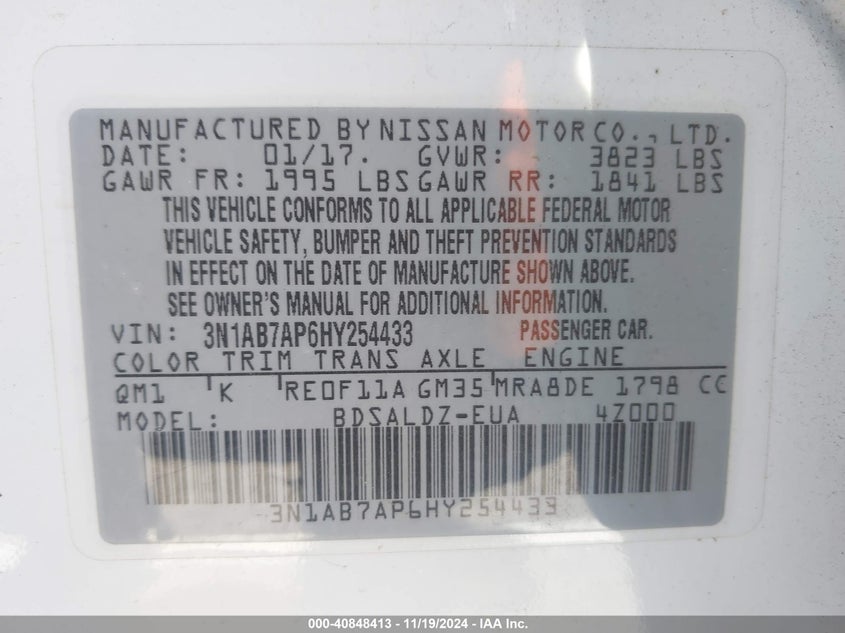 MANUFACTURED BY NISSAN MOTOR CO., LTD.
DATE: 01/17. GVWR: 3823 LBS
GAWR FR: 1995 LBS GAWR RR: 1841 LBS
THIS VEHICLE CONFORMS TO ALL APPLICABLE FEDERAL MOTOR
VEHICLE SAFETY, BUMPER AND THEFT PREVENTION STANDARDS
IN EFFECT ON THE DATE OF MANUFACTURE SHOWN ABOVE.
SEE OWNER'S MANUAL FOR ADDITIONAL INFORMATION.
VIN: 3N1AB7AP6HY254433 PASSENGER CAR.
COLOR TRIM TRANS AXLE ENGINE
QM1 K RE0F11A GM35 MRA8DE 1798 CC
MODEL: BDSALDZ-EUA 4Z000
3N1AB7AP6HY254433
000-40848413 - 11/19/2024 - IAA Inc.